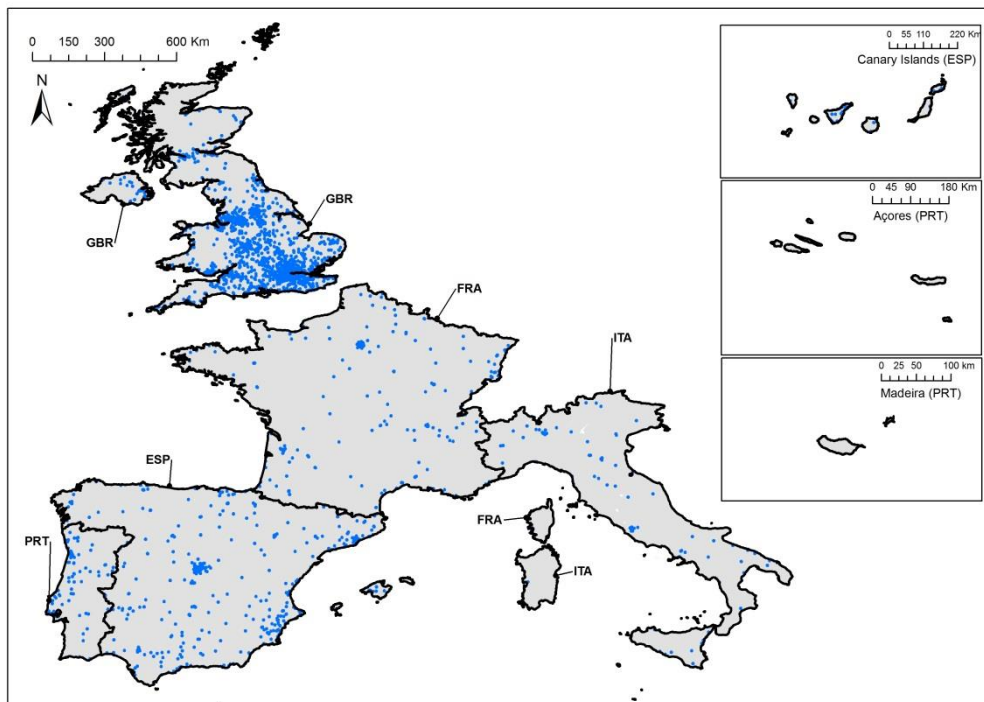 0 150 300 600 Km
N
GBR
GBR
FRA
ITA
ESP
PRT
FRA
ITA
0 55 110 220 Km
Canary Islands (ESP)
0 45 90 180 Km
Açores (PRT)
0 25 50 100 km
Madeira (PRT)